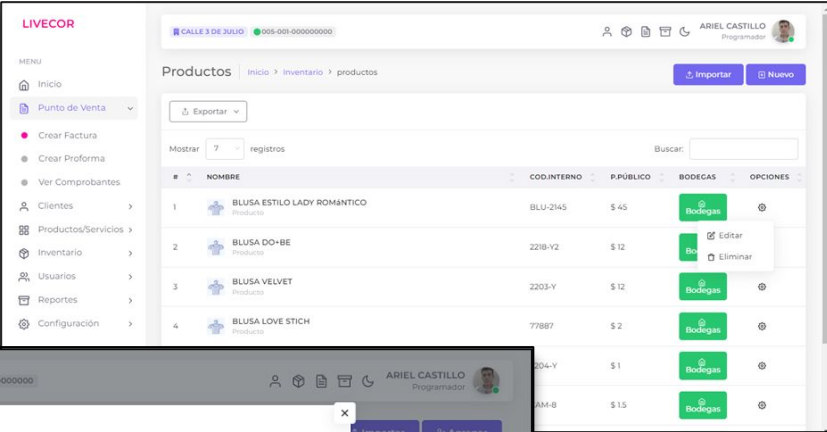 LIVECOR
CALLE 3 DE JULIO 005-001-000000000
ARIEL CASTILLO
Programador
MENU
Inicio
Punto de Venta
Crear Factura
Crear Proforma
Ver Comprobantes
Clientes
Productos/Servicios
Inventario
Usuarios
Reportes
Configuración
Productos Inicio > Inventario > productos
Importar Nuevo
Exportar
Mostrar 7 registros Buscar:
# NOMBRE COD.INTERNO P.PÚBLICO BODEGAS OPCIONES
1 BLUSA ESTILO LADY ROMáNTICO BLU-2145 $ 45 Bodegas
Producto
Editar
Eliminar
2 BLUSA DO+BE 2218-Y2 $ 12 Bo
Producto
3 BLUSA VELVET 2203-Y $ 12 Bodegas
Producto
4 BLUSA LOVE STICH 77887 $ 2 Bodegas
Producto
204-Y $ 1 Bodegas
AM-8 $ 1.5 Bodegas
000000
ARIEL CASTILLO
Programador
×